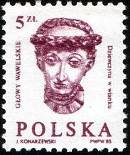 5 ZŁ
GŁOWY WAWELSKIE
Dziewczyna w wianku
POLSKA
J. KONARZEWSKI PWPW 85